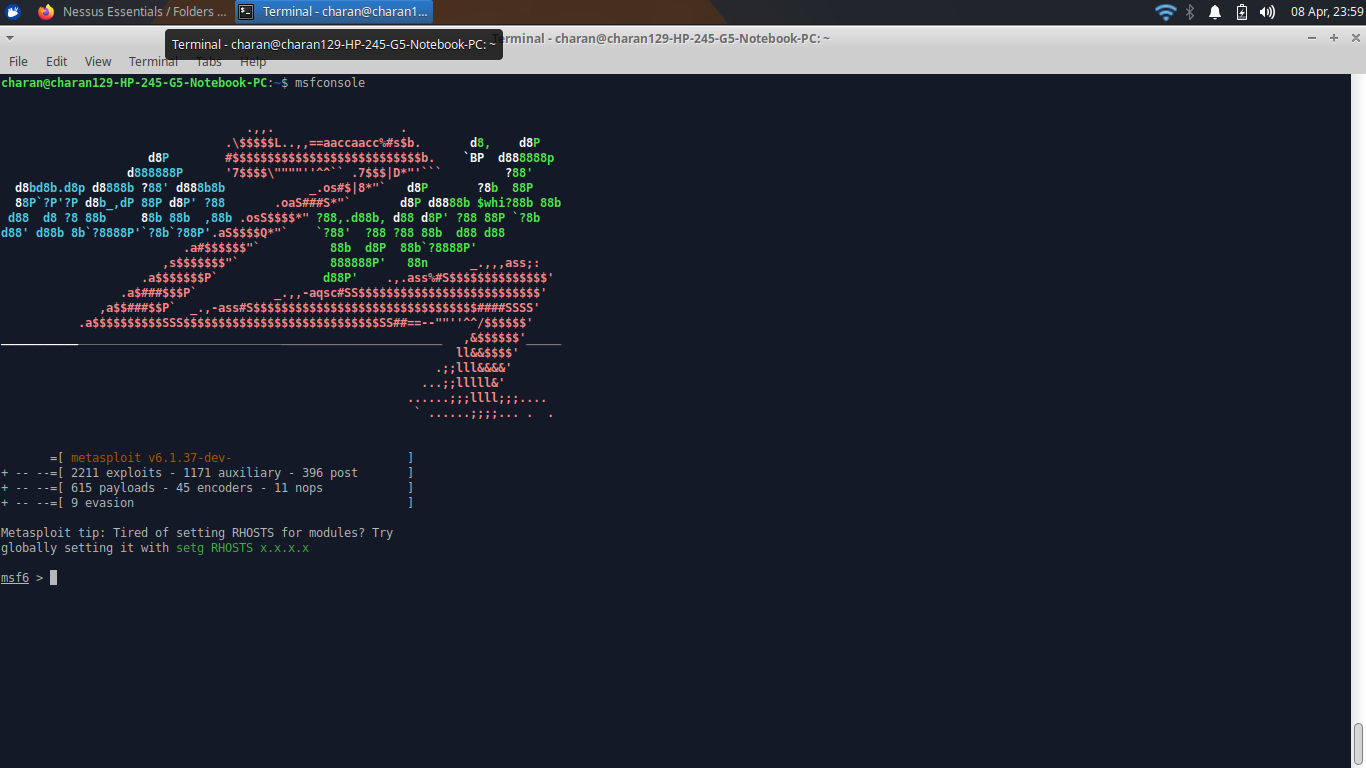 Nessus Essentials / Folders ...
Terminal - charan@charan1...
08 Apr, 23:59
Terminal - charan@charan129-HP-245-G5-Notebook-PC: ~
Terminal - charan@charan129-HP-245-G5-Notebook-PC: ~
File Edit View Terminal Tabs Help
charan@charan129-HP-245-G5-Notebook-PC:~$ msfconsole
=[ metasploit v6.1.37-dev- ]
+ -- --=[ 2211 exploits - 1171 auxiliary - 396 post ]
+ -- --=[ 615 payloads - 45 encoders - 11 nops ]
+ -- --=[ 9 evasion ]
Metasploit tip: Tired of setting RHOSTS for modules? Try
globally setting it with setg RHOSTS x.x.x.x
msf6 >